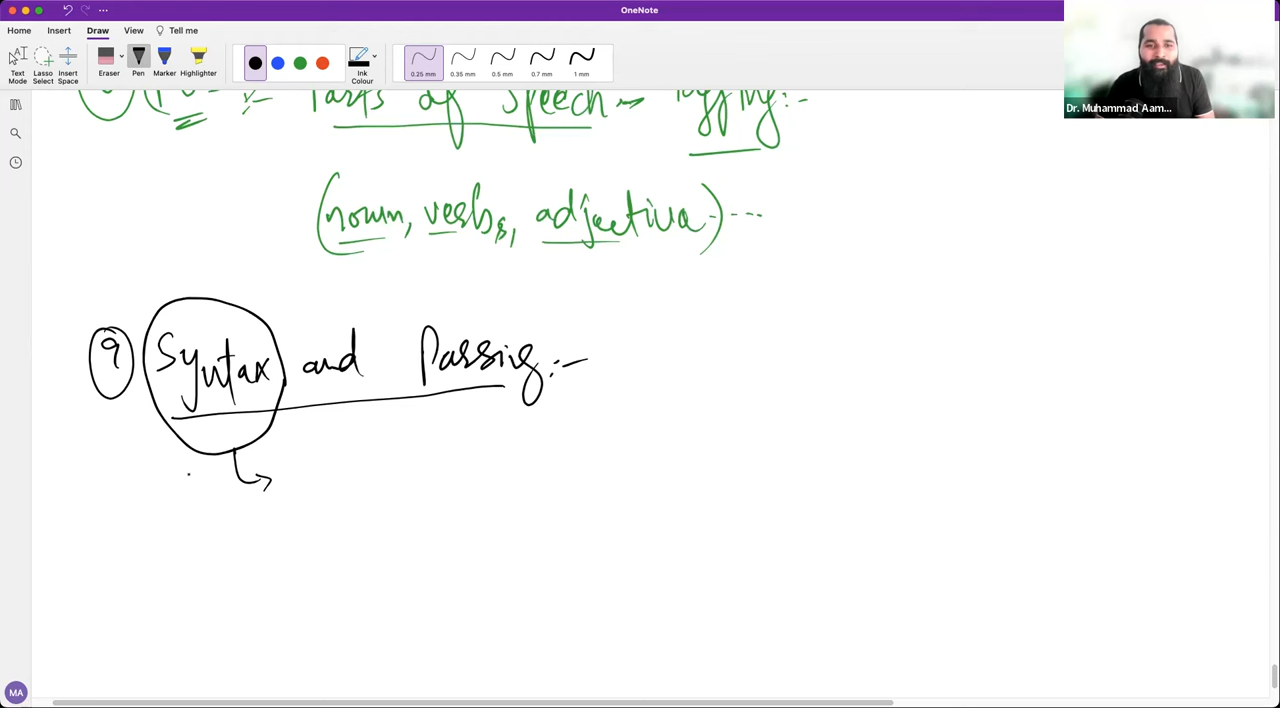 OneNote
Home Insert Draw View Tell me
Text Mode Lasso Select Insert Space Eraser Pen Marker Highlighter Ink Colour 0.25 mm 0.35 mm 0.5 mm 0.7 mm 1 mm
Dr. Muhammad Aam...
Parts of Speech
(noun, verbs, adjective)...
9 Syntax and Passing:-
MA